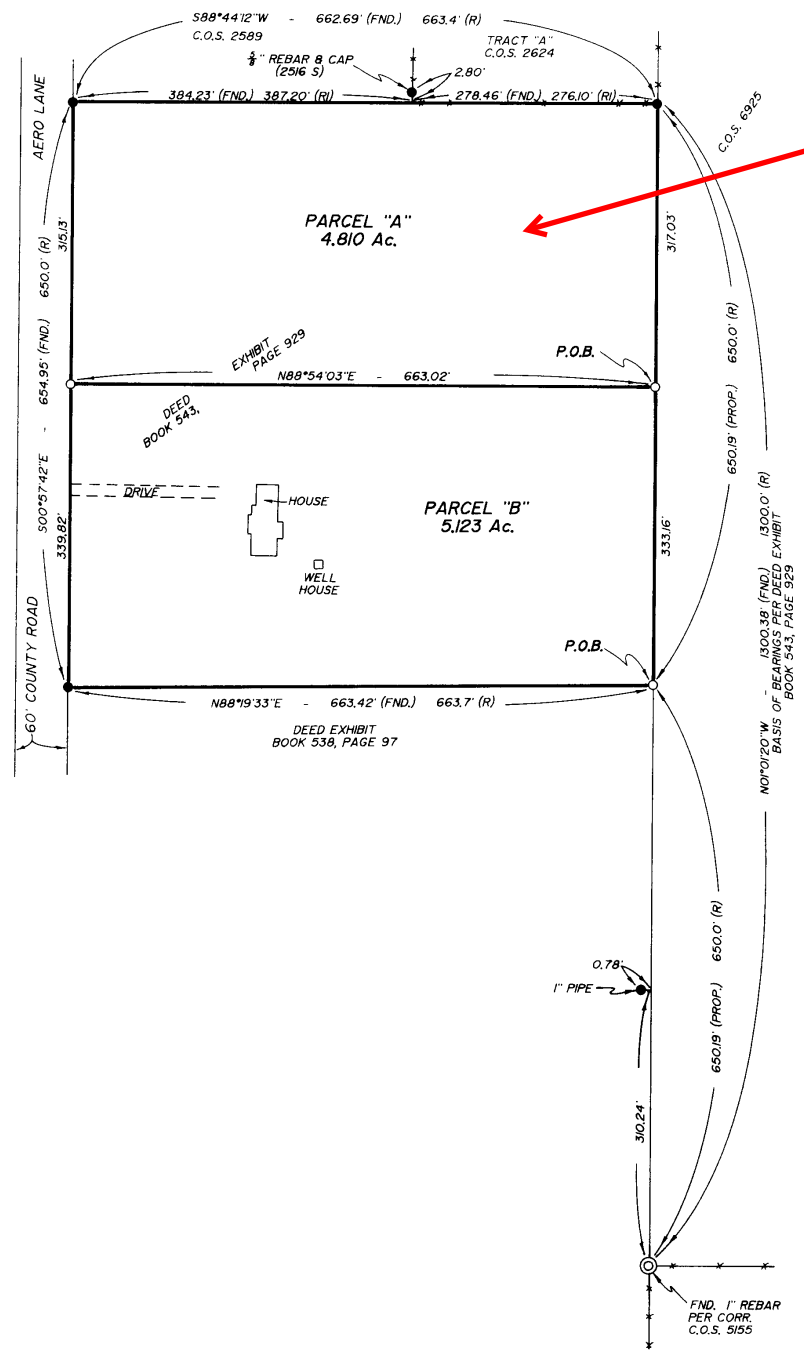 S88°44'12"W - 662.69' (FND.) 663.4' (R)
C.O.S. 2589
TRACT "A"
C.O.S. 2624
5/8" REBAR & CAP
(2516 S)
2.80'
384.23' (FND.) 387.20' (R1)
278.46' (FND.) 276.10' (R1)
AERO LANE
C.O.S. 6925
PARCEL "A"
4.810 Ac.
315.13'
317.03'
S00°57'42"E - 654.95' (FND.) 650.0' (R)
650.19' (PROP.) 650.0' (R)
EXHIBIT
PAGE 929
P.O.B.
N88°54'03"E - 663.02'
DEED
BOOK 543,
DRIVE
HOUSE
PARCEL "B"
5.123 Ac.
339.82'
333.16'
WELL
HOUSE
N01°01'20"W - 1300.38' (FND.) 1300.0' (R)
BASIS OF BEARINGS PER DEED EXHIBIT
BOOK 543, PAGE 929
60' COUNTY ROAD
P.O.B.
N88°19'33"E - 663.42' (FND.) 663.7' (R)
DEED EXHIBIT
BOOK 538, PAGE 97
0.78'
1" PIPE
650.19' (PROP.) 650.0' (R)
310.24'
FND. 1" REBAR
PER CORR.
C.O.S. 5155